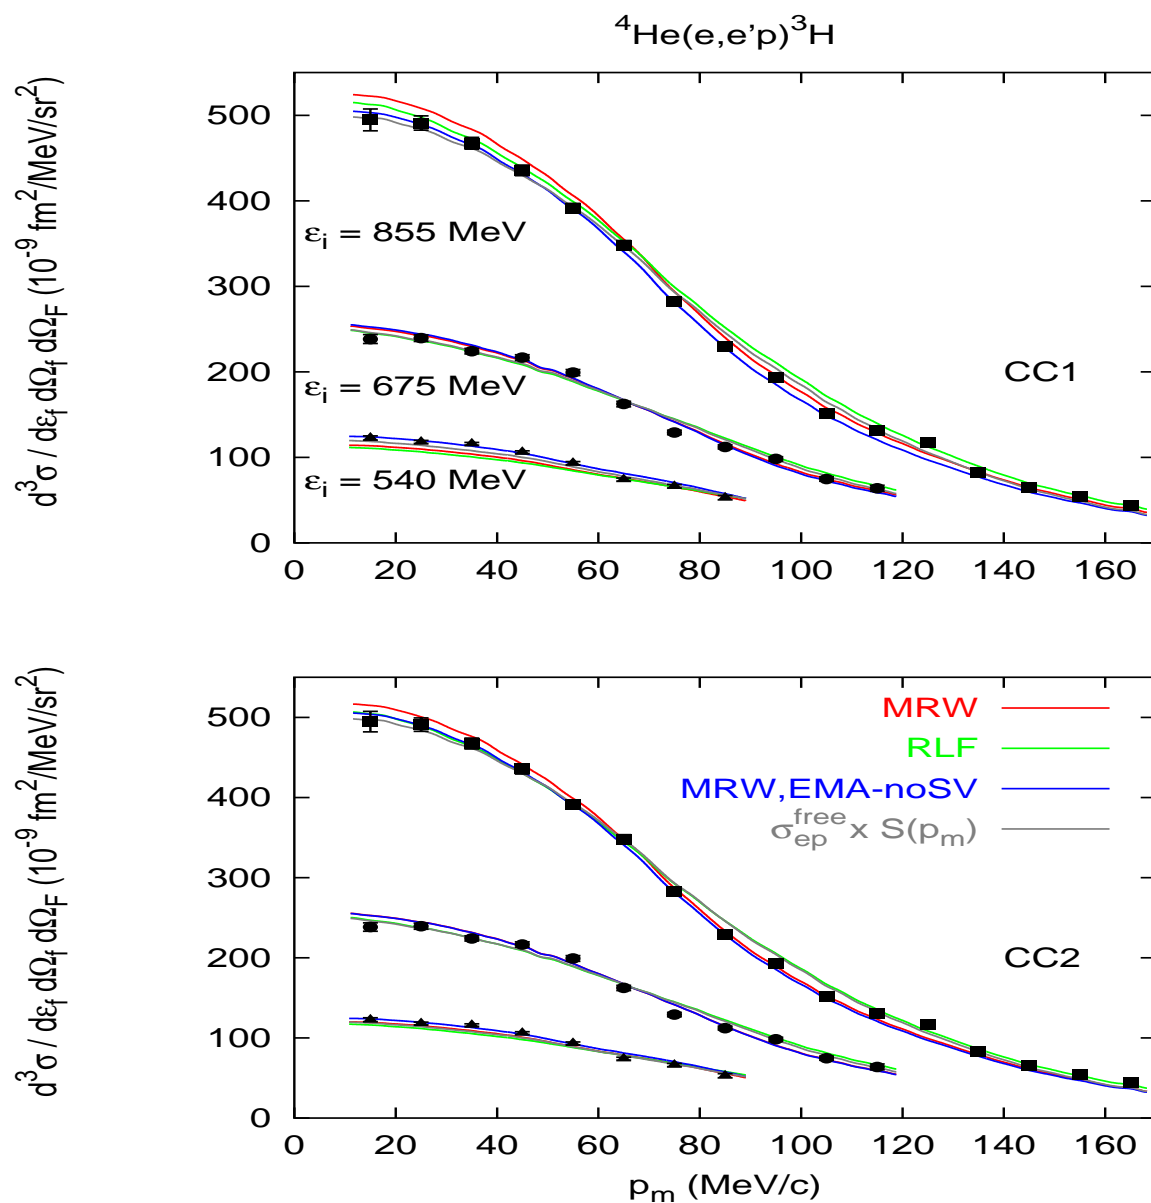 ⁴He(e,e'p)³H
d³σ / dε_f dΩ_f dΩ_F (10⁻⁹ fm²/MeV/sr²)
500
400
300
200
100
0
ε_i = 855 MeV
ε_i = 675 MeV
ε_i = 540 MeV
CC1
0 20 40 60 80 100 120 140 160
d³σ / dε_f dΩ_f dΩ_F (10⁻⁹ fm²/MeV/sr²)
500
400
300
200
100
0
MRW
RLF
MRW,EMA-noSV
σ_ep^free x S(p_m)
CC2
0 20 40 60 80 100 120 140 160
p_m (MeV/c)